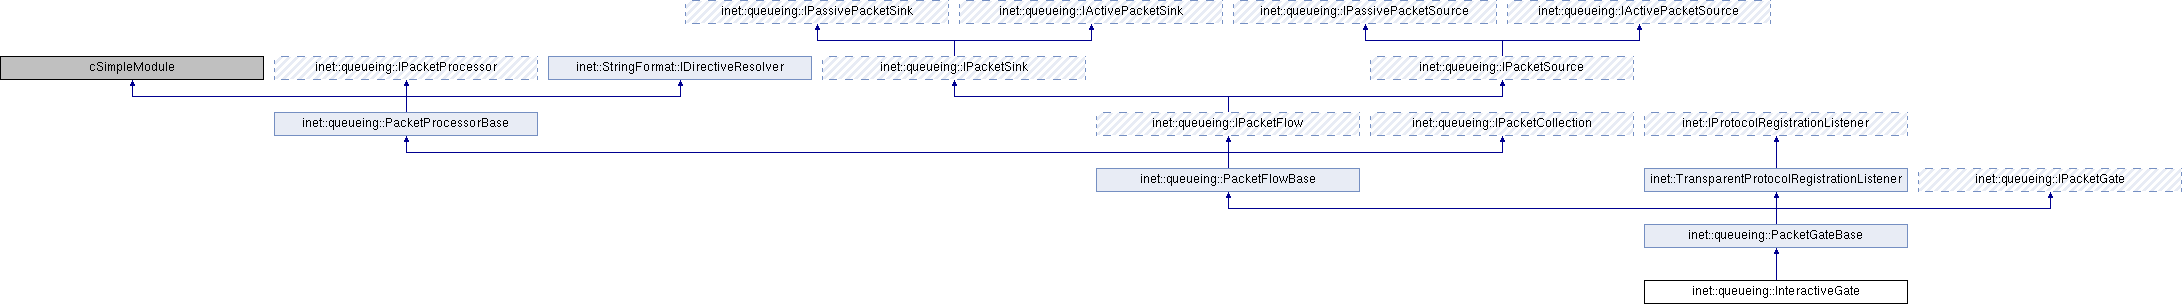 inet::queueing::IPassivePacketSink
inet::queueing::IActivePacketSink
inet::queueing::IPassivePacketSource
inet::queueing::IActivePacketSource
cSimpleModule
inet::queueing::IPacketProcessor
inet::StringFormat::IDirectiveResolver
inet::queueing::IPacketSink
inet::queueing::IPacketSource
inet::queueing::PacketProcessorBase
inet::queueing::IPacketFlow
inet::queueing::IPacketCollection
inet::IProtocolRegistrationListener
inet::queueing::PacketFlowBase
inet::TransparentProtocolRegistrationListener
inet::queueing::IPacketGate
inet::queueing::PacketGateBase
inet::queueing::InteractiveGate